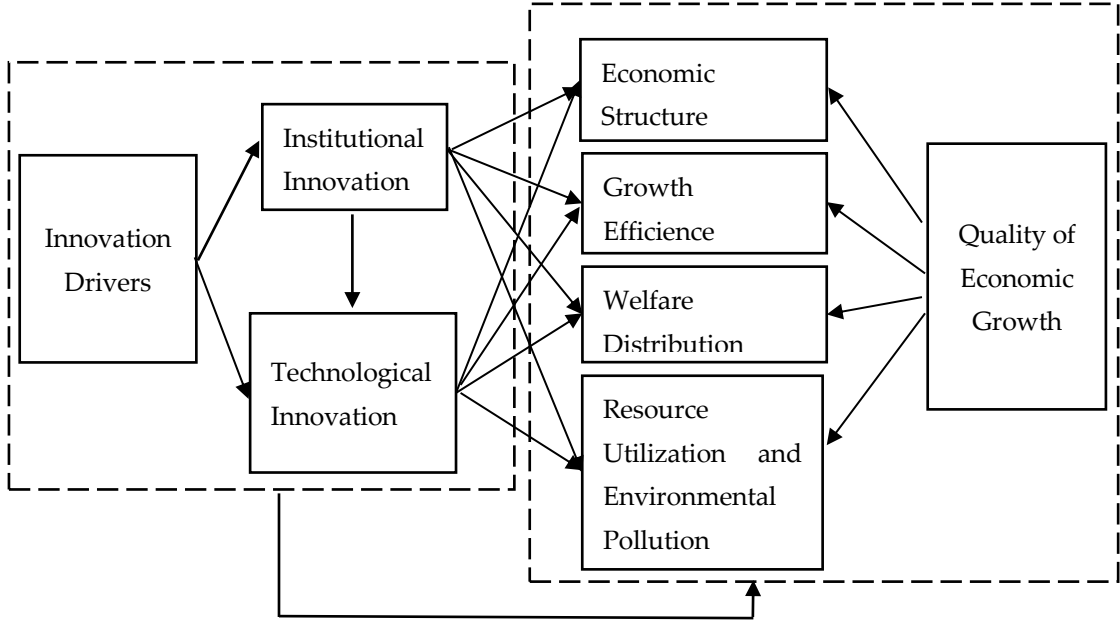 Innovation
Drivers
Institutional
Innovation
Technological
Innovation
Economic
Structure
Growth
Efficience
Welfare
Distribution
Resource
Utilization and
Environmental
Pollution
Quality of
Economic
Growth